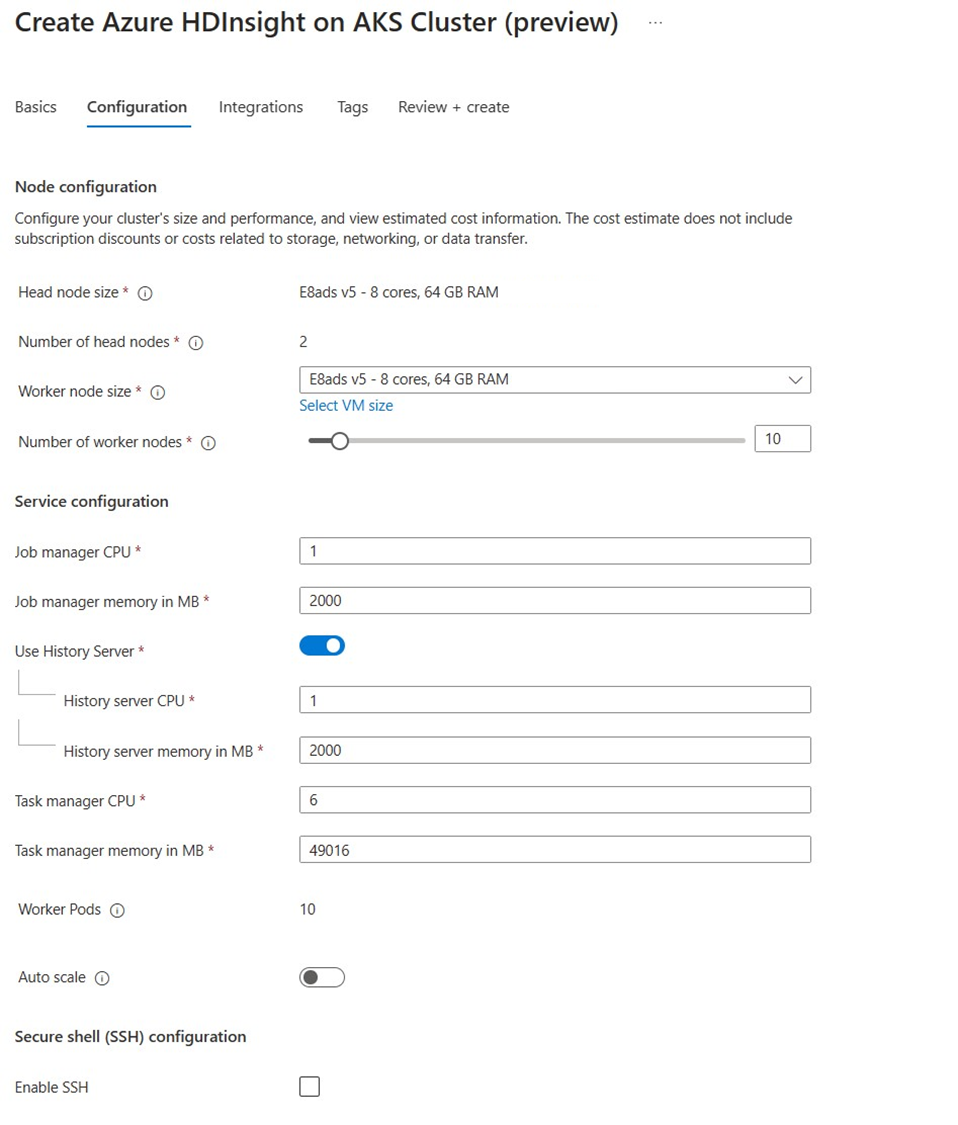 Create Azure HDInsight on AKS Cluster (preview) ...
Basics Configuration Integrations Tags Review + create
Node configuration
Configure your cluster's size and performance, and view estimated cost information. The cost estimate does not include
subscription discounts or costs related to storage, networking, or data transfer.
Head node size * E8ads v5 - 8 cores, 64 GB RAM
Number of head nodes * 2
Worker node size * E8ads v5 - 8 cores, 64 GB RAM
Select VM size
Number of worker nodes * 10
Service configuration
Job manager CPU * 1
Job manager memory in MB * 2000
Use History Server *
History server CPU * 1
History server memory in MB * 2000
Task manager CPU * 6
Task manager memory in MB * 49016
Worker Pods 10
Auto scale
Secure shell (SSH) configuration
Enable SSH